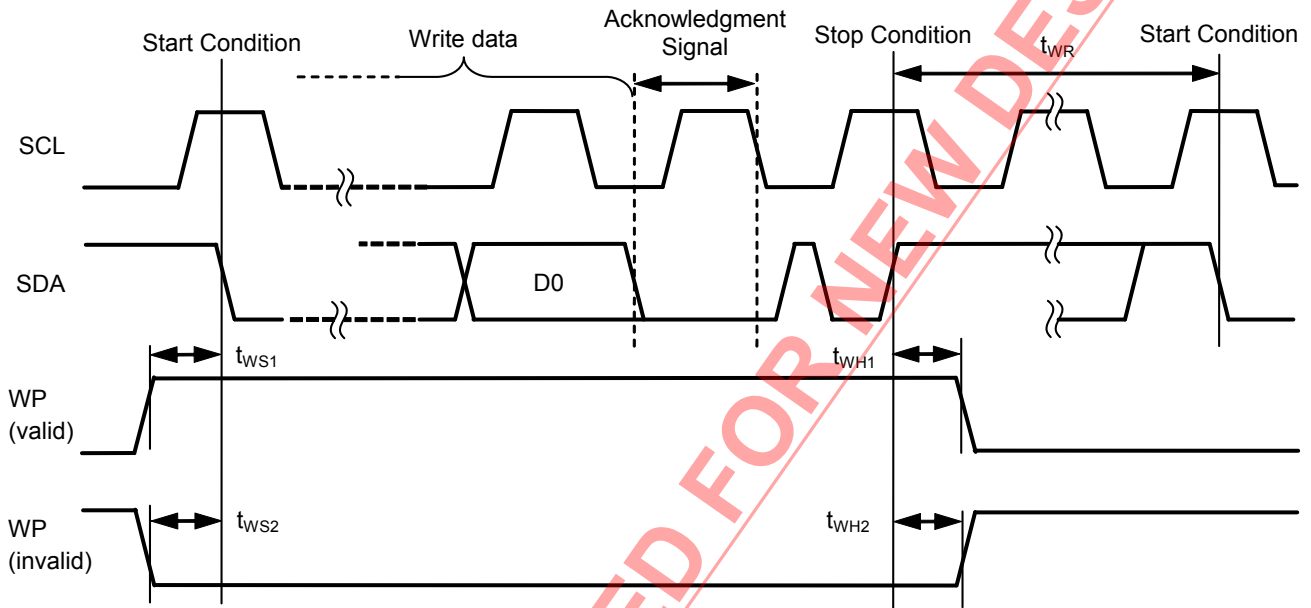 Start Condition
Write data
Acknowledgment
Signal
Stop Condition
tWR
Start Condition
SCL
SDA
D0
tWS1
tWH1
WP
(valid)
tWS2
tWH2
WP
(invalid)
ED FOR NEW DES